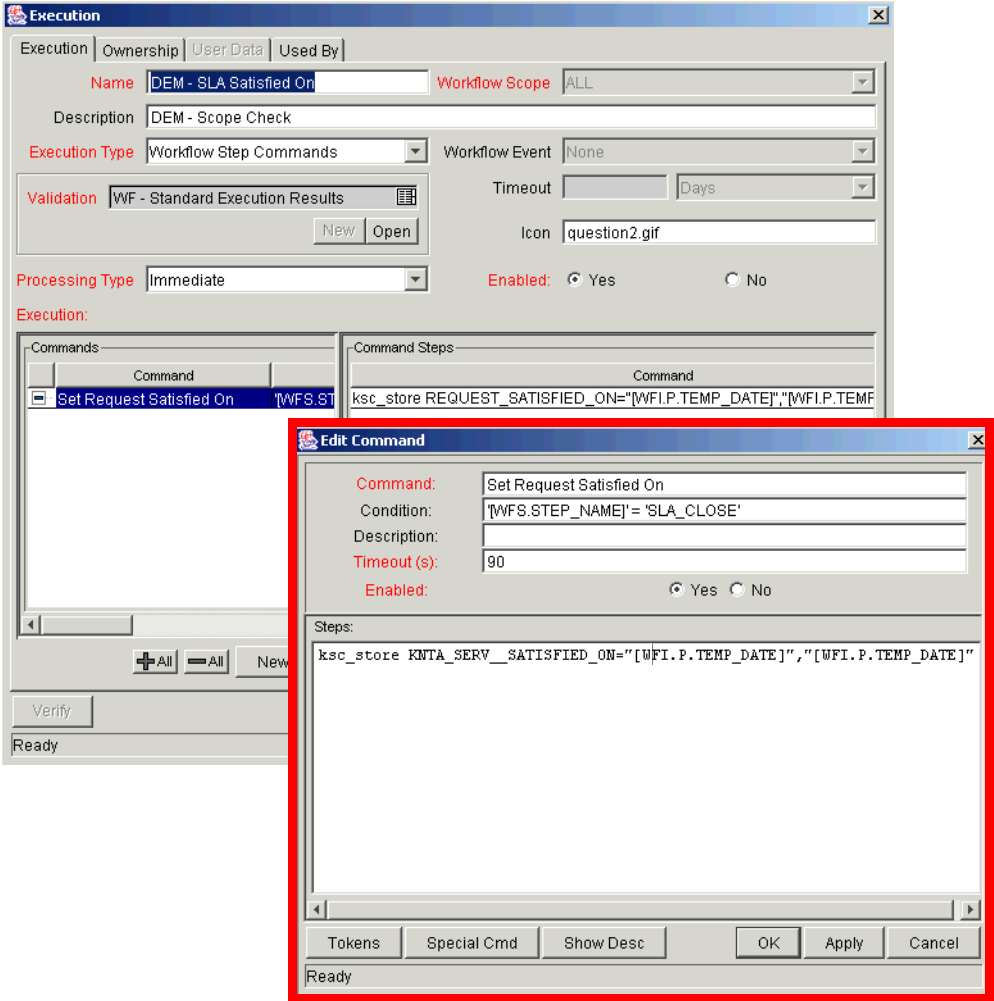 Execution
Execution Ownership User Data Used By
Name DEM - SLA Satisfied On Workflow Scope ALL
Description DEM - Scope Check
Execution Type Workflow Step Commands Workflow Event None
Validation WF - Standard Execution Results Timeout Days
New Open Icon question2.gif
Processing Type Immediate Enabled: Yes No
Execution:
Commands Command Steps
Command Command
Set Request Satisfied On '[WFS.ST ksc_store REQUEST_SATISFIED_ON="[WFI.P.TEMP_DATE]","[WFI.P.TEMP
All All New
Verify
Ready
Edit Command
Command: Set Request Satisfied On
Condition: '[WFS.STEP_NAME]' = 'SLA_CLOSE'
Description:
Timeout (s): 90
Enabled: Yes No
Steps:
ksc_store KNTA_SERV__SATISFIED_ON="[WFI.P.TEMP_DATE]","[WFI.P.TEMP_DATE]"
Tokens Special Cmd Show Desc OK Apply Cancel
Ready